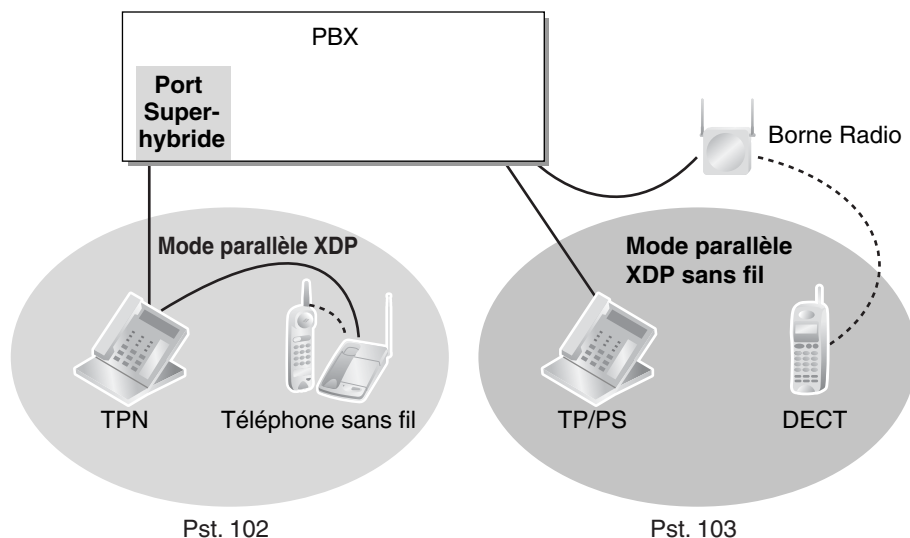 PBX
Port
Super-
hybride
Borne Radio
Mode parallèle XDP
Mode parallèle
XDP sans fil
TPN
Téléphone sans fil
TP/PS
DECT
Pst. 102
Pst. 103